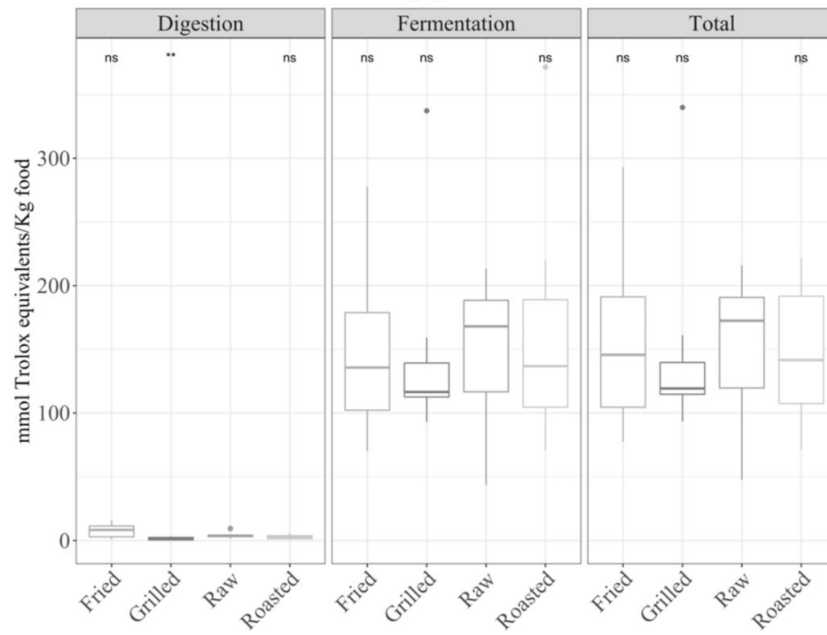 Digestion Fermentation Total
ns ** ns ns ns ns ns ns ns
300
200
100
0
mmol Trolox equivalents/Kg food
Fried Grilled Raw Roasted Fried Grilled Raw Roasted Fried Grilled Raw Roasted